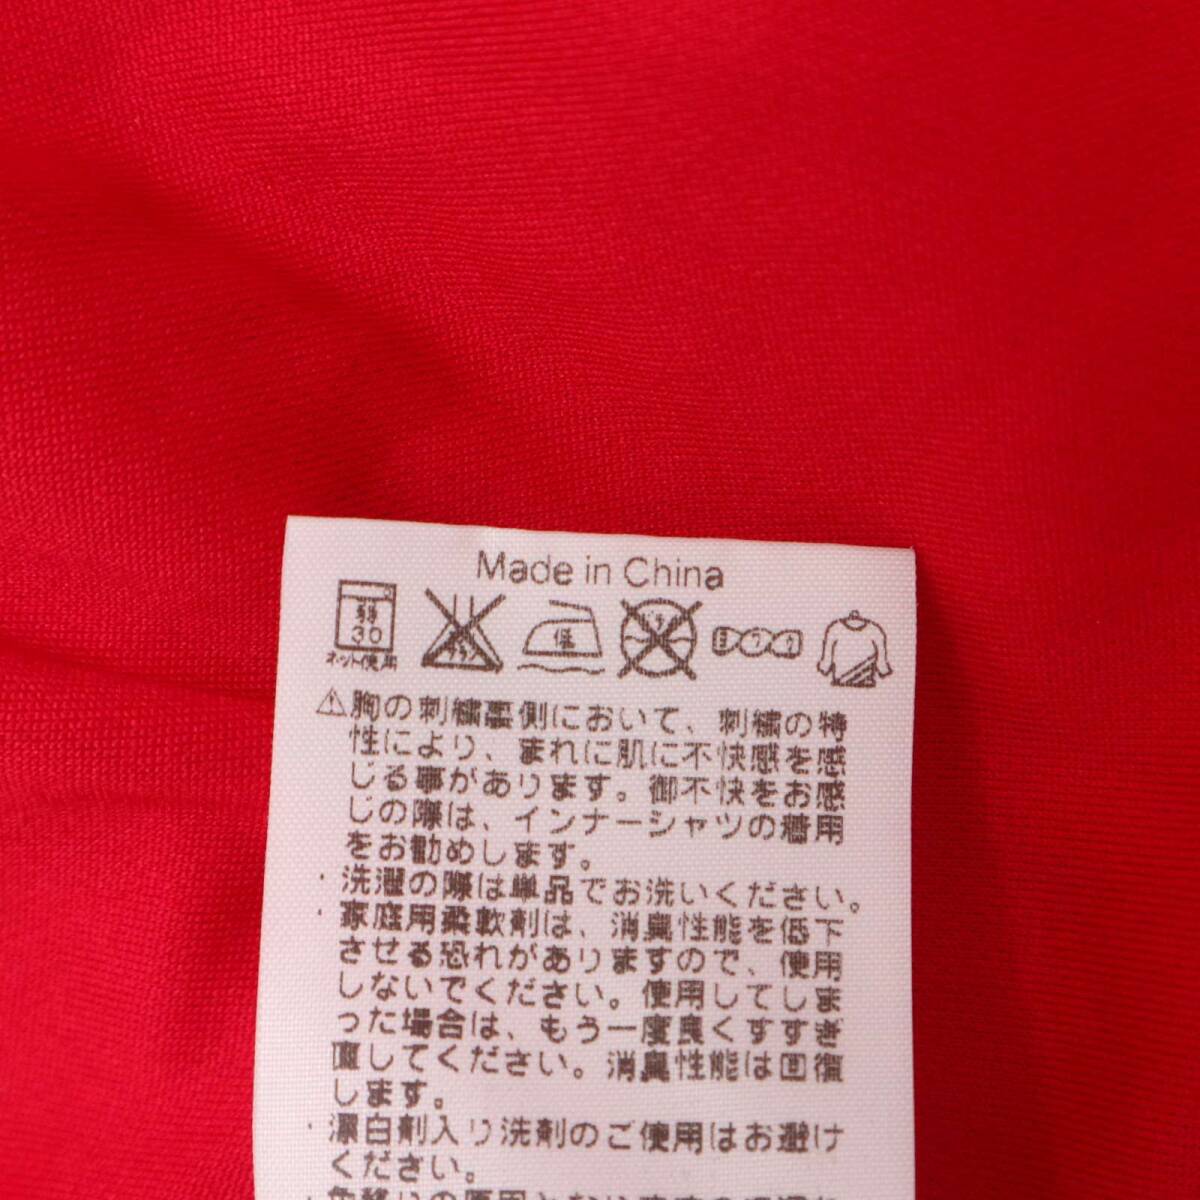 Made in China
弱
30
ネット使用
低
⚠胸の刺繍裏側において、刺繍の特
性により、まれに肌に不快感を感
じる事があります。御不快をお感
じの際は、インナーシャツの着用
をお勧めします。
・洗濯の際は単品でお洗いください。
・家庭用柔軟剤は、消臭性能を低下
させる恐れがありますので、使用
しないでください。使用してしま
った場合は、もう一度良くすすぎ
直してください。消臭性能は回復
します。
・漂白剤入り洗剤のご使用はお避け
ください。